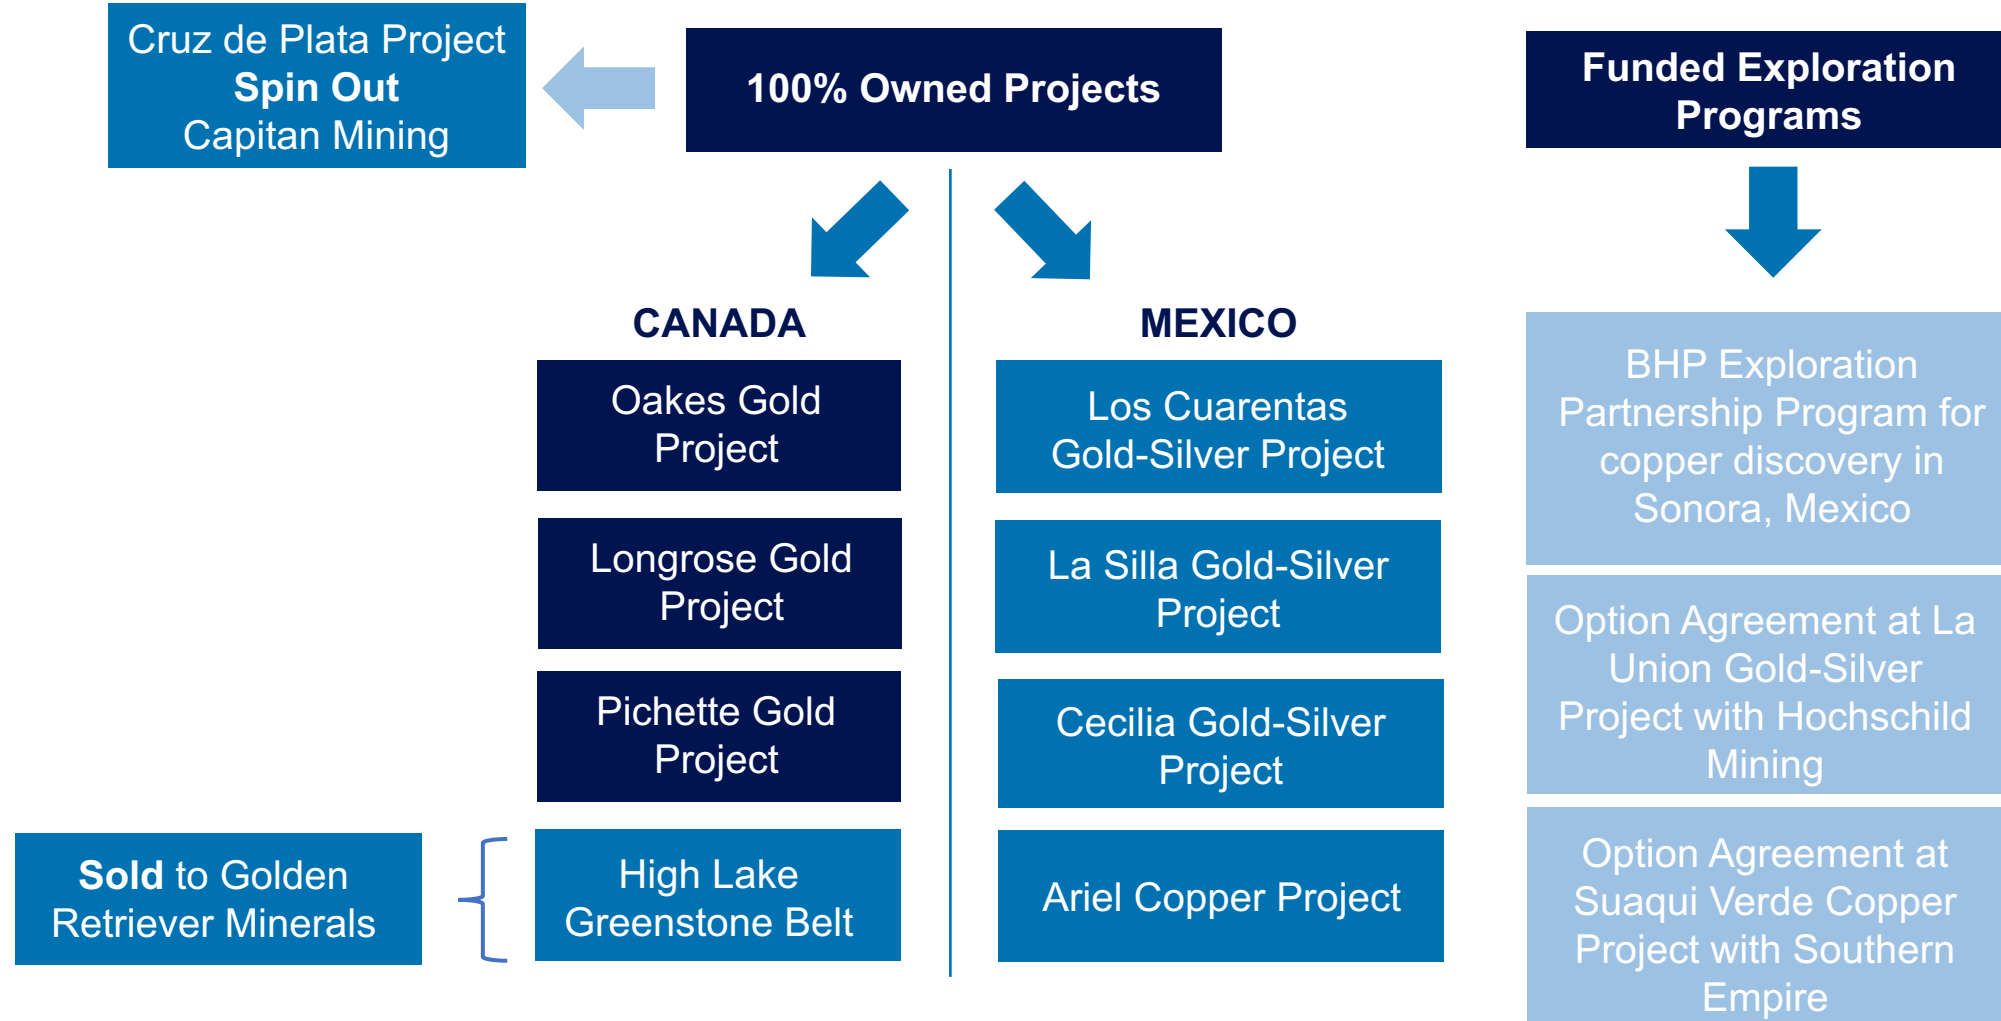 Cruz de Plata Project
Spin Out
Capitan Mining
100% Owned Projects
Funded Exploration
Programs
CANADA
Oakes Gold
Project
Longrose Gold
Project
Pichette Gold
Project
High Lake
Greenstone Belt
Sold to Golden
Retriever Minerals
MEXICO
Los Cuarentas
Gold-Silver Project
La Silla Gold-Silver
Project
Cecilia Gold-Silver
Project
Ariel Copper Project
BHP Exploration
Partnership Program for
copper discovery in
Sonora, Mexico
Option Agreement at La
Union Gold-Silver
Project with Hochschild
Mining
Option Agreement at
Suaqui Verde Copper
Project with Southern
Empire